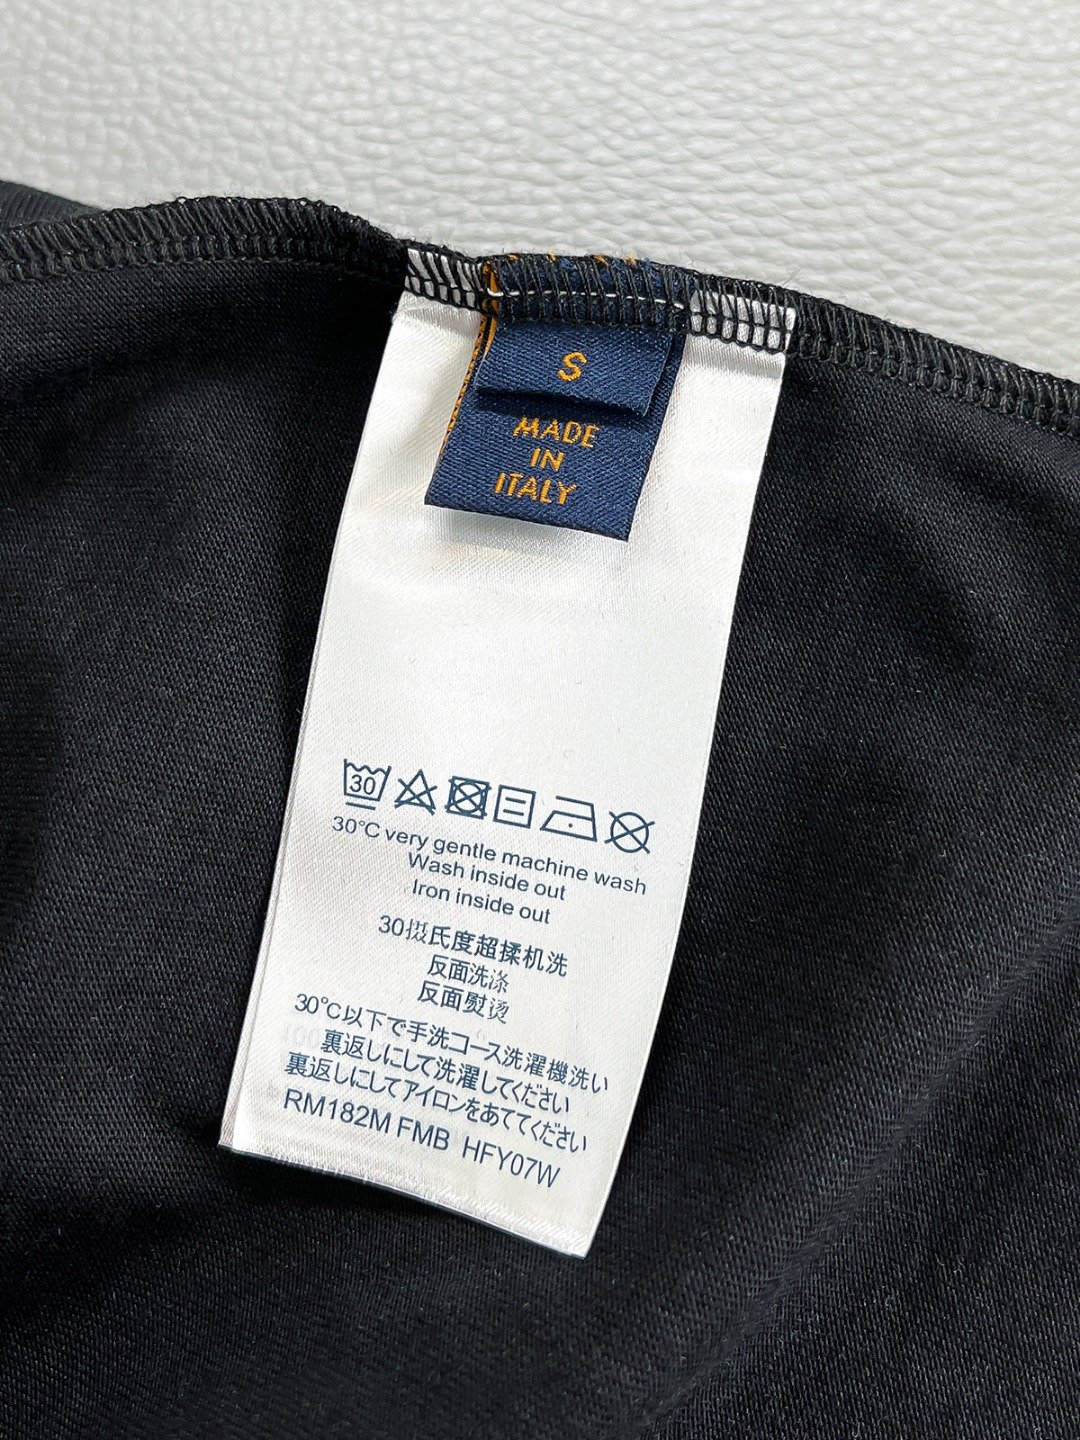 S
MADE
IN
ITALY
30
30°C very gentle machine wash
Wash inside out
Iron inside out
30摄氏度超揉机洗
反面洗涤
反面熨烫
30°C以下で手洗コース洗濯機洗い
裏返しにして洗濯してください
裏返しにしてアイロンをあててください
RM182M FMB HFY07W